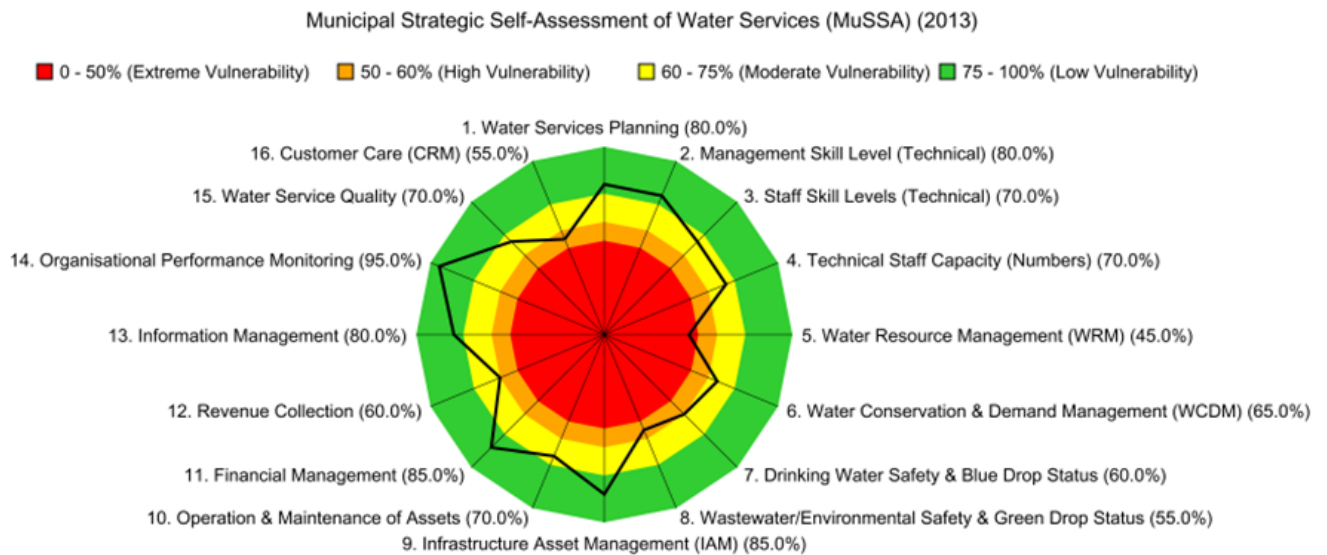 Municipal Strategic Self-Assessment of Water Services (MuSSA) (2013)
0 - 50% (Extreme Vulnerability)
50 - 60% (High Vulnerability)
60 - 75% (Moderate Vulnerability)
75 - 100% (Low Vulnerability)
1. Water Services Planning (80.0%)
2. Management Skill Level (Technical) (80.0%)
3. Staff Skill Levels (Technical) (70.0%)
4. Technical Staff Capacity (Numbers) (70.0%)
5. Water Resource Management (WRM) (45.0%)
6. Water Conservation & Demand Management (WCDM) (65.0%)
7. Drinking Water Safety & Blue Drop Status (60.0%)
8. Wastewater/Environmental Safety & Green Drop Status (55.0%)
9. Infrastructure Asset Management (IAM) (85.0%)
10. Operation & Maintenance of Assets (70.0%)
11. Financial Management (85.0%)
12. Revenue Collection (60.0%)
13. Information Management (80.0%)
14. Organisational Performance Monitoring (95.0%)
15. Water Service Quality (70.0%)
16. Customer Care (CRM) (55.0%)